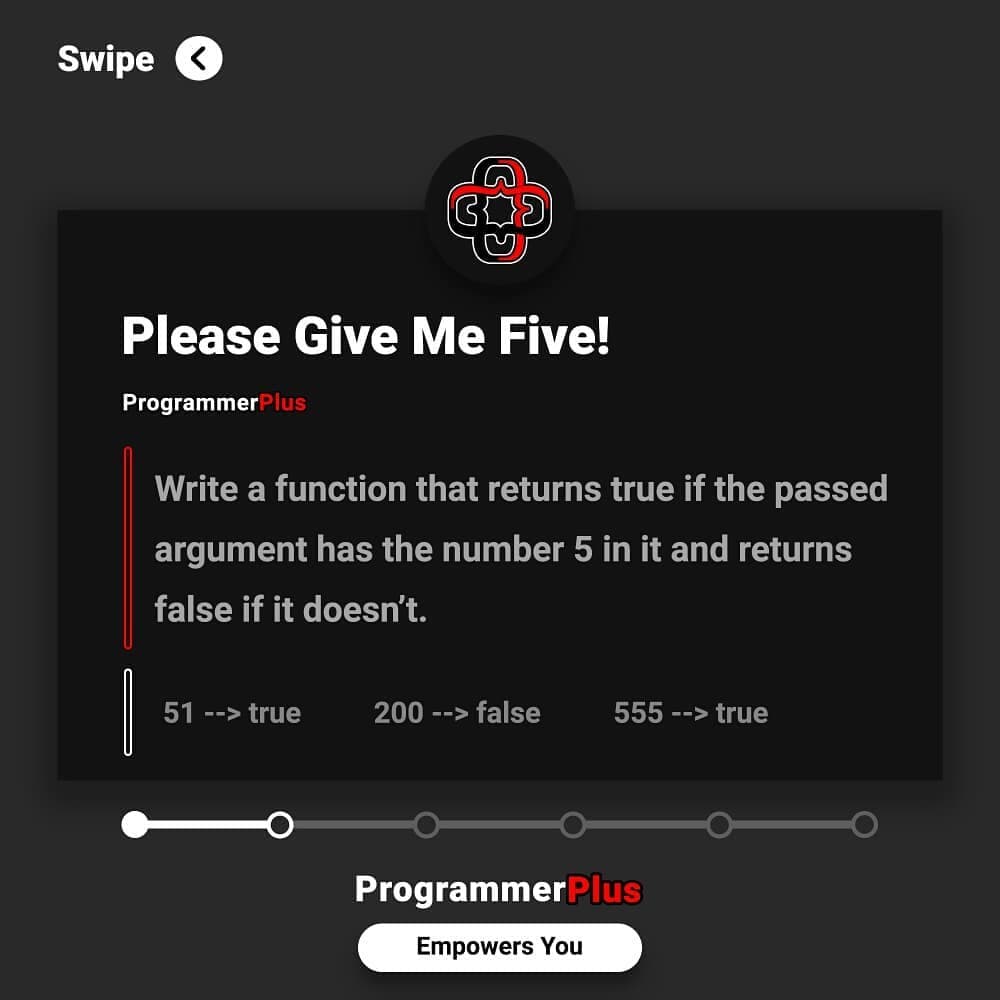 Swipe
Please Give Me Five!
ProgrammerPlus
Write a function that returns true if the passed
argument has the number 5 in it and returns
false if it doesn’t.
51 --> true 200 --> false 555 --> true
ProgrammerPlus
Empowers You